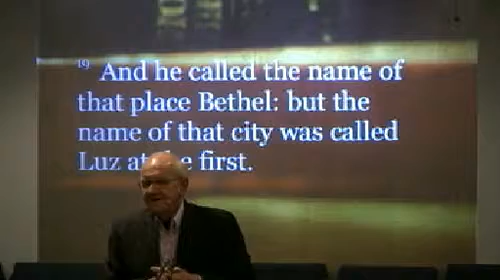 19 And he called the name of
that place Bethel: but the
name of that city was called
Luz at first.